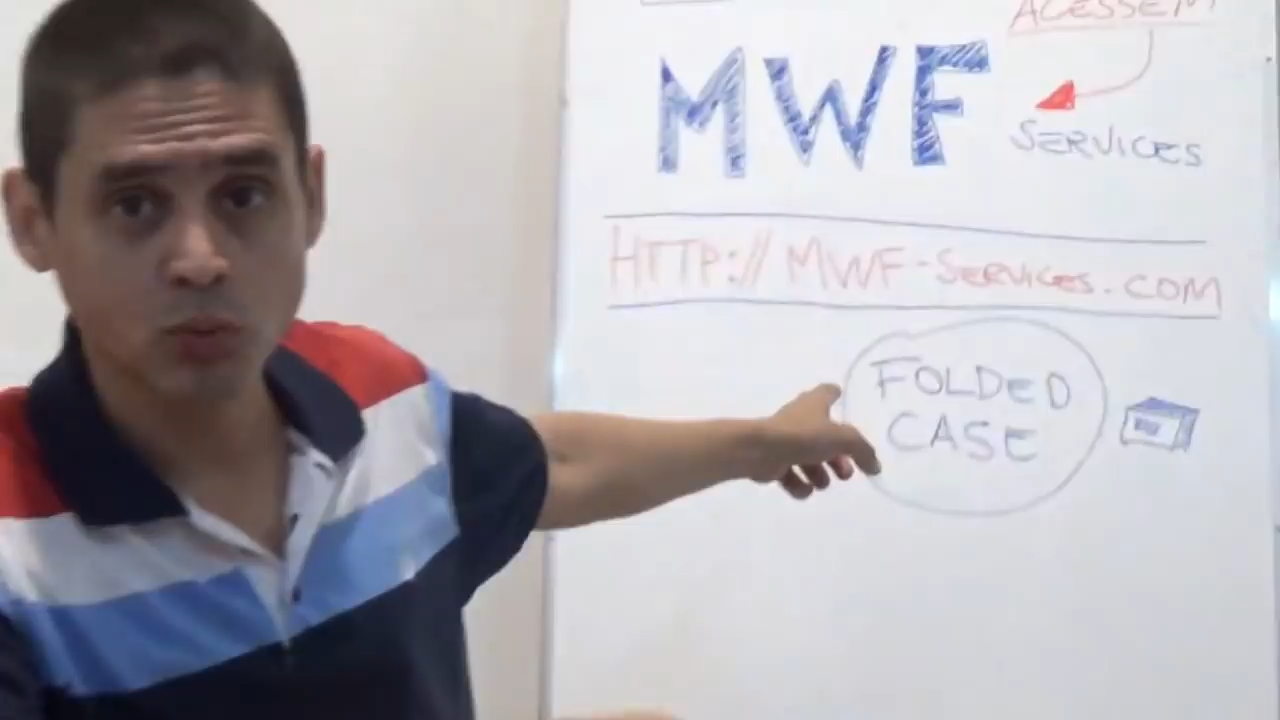 ACESSEM
MWF
SERVICES
HTTP://MWF-SERVICES.COM
FOLDED
CASE